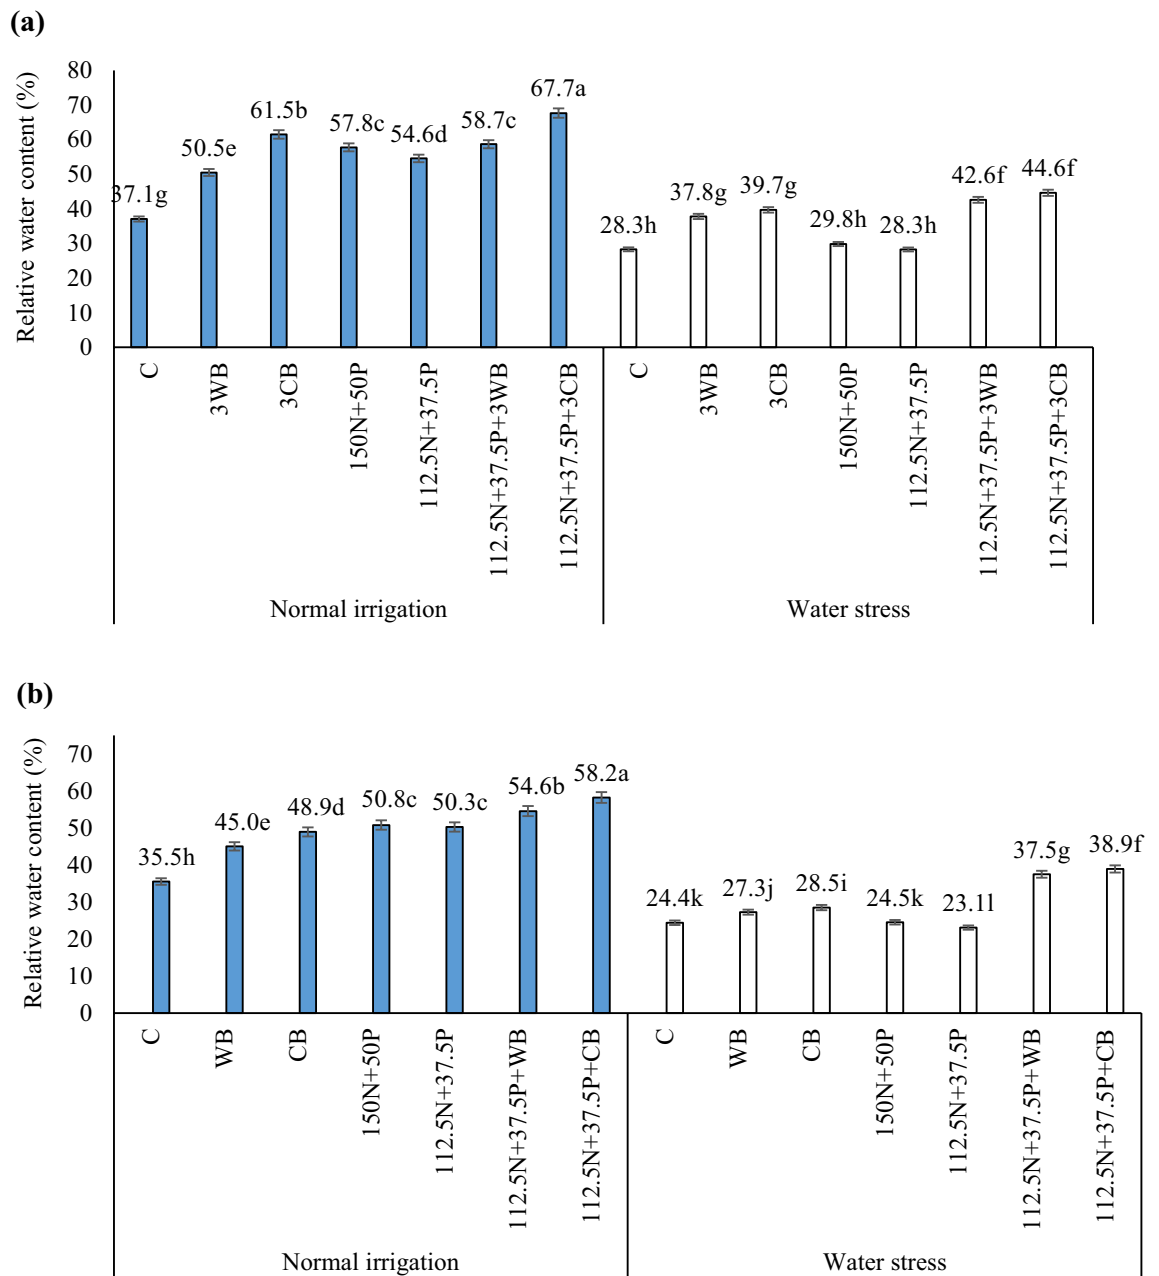 (a)
Relative water content (%)
80
70
60
50
40
30
20
10
0
37.1g
50.5e
61.5b
57.8c
54.6d
58.7c
67.7a
28.3h
37.8g
39.7g
29.8h
28.3h
42.6f
44.6f
C
3WB
3CB
150N+50P
112.5N+37.5P
112.5N+37.5P+3WB
112.5N+37.5P+3CB
C
3WB
3CB
150N+50P
112.5N+37.5P
112.5N+37.5P+3WB
112.5N+37.5P+3CB
Normal irrigation
Water stress
(b)
Relative water content (%)
70
60
50
40
30
20
10
0
35.5h
45.0e
48.9d
50.8c
50.3c
54.6b
58.2a
24.4k
27.3j
28.5i
24.5k
23.1l
37.5g
38.9f
C
WB
CB
150N+50P
112.5N+37.5P
112.5N+37.5P+WB
112.5N+37.5P+CB
C
WB
CB
150N+50P
112.5N+37.5P
112.5N+37.5P+WB
112.5N+37.5P+CB
Normal irrigation
Water stress